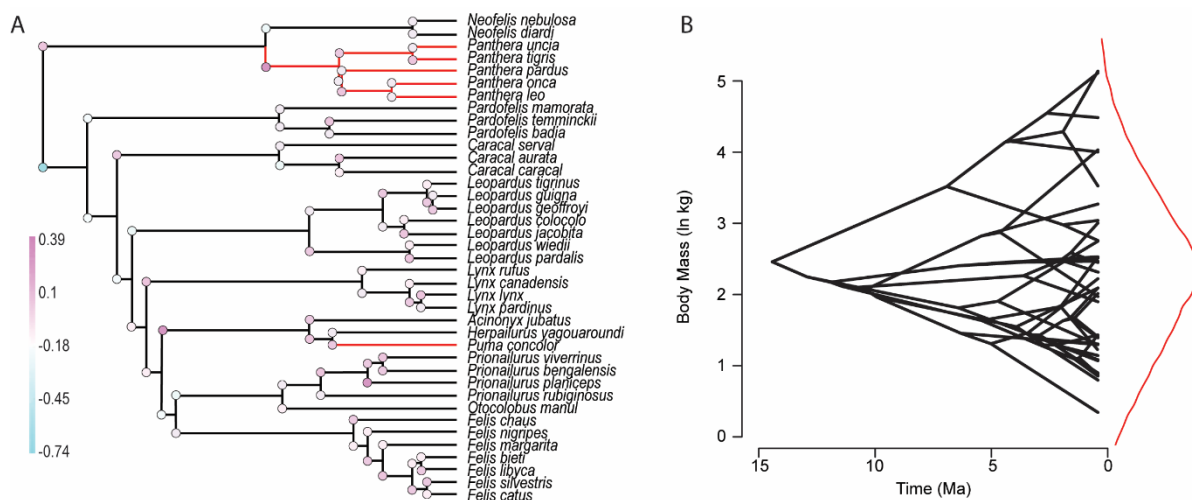 A
Neofelis nebulosa
Neofelis diardi
Panthera uncia
Panthera tigris
Panthera pardus
Panthera onca
Panthera leo
Pardofelis mamorata
Pardofelis temminckii
Pardofelis badia
Caracal serval
Caracal aurata
Caracal caracal
Leopardus tigrinus
Leopardus guigna
Leopardus geoffroyi
Leopardus colocolo
Leopardus jacobita
Leopardus wiedii
Leopardus pardalis
Lynx rufus
Lynx canadensis
Lynx lynx
Lynx pardinus
Acinonyx jubatus
Herpailurus yagouaroundi
Puma concolor
Prionailurus viverrinus
Prionailurus bengalensis
Prionailurus planiceps
Prionailurus rubiginosus
Otocolobus manul
Felis chaus
Felis nigripes
Felis margarita
Felis bieti
Felis libyca
Felis silvestris
Felis catus
0.39
0.1
-0.18
-0.45
-0.74
B
Body Mass (ln kg)
5
4
3
2
1
0
15 10 5 0
Time (Ma)